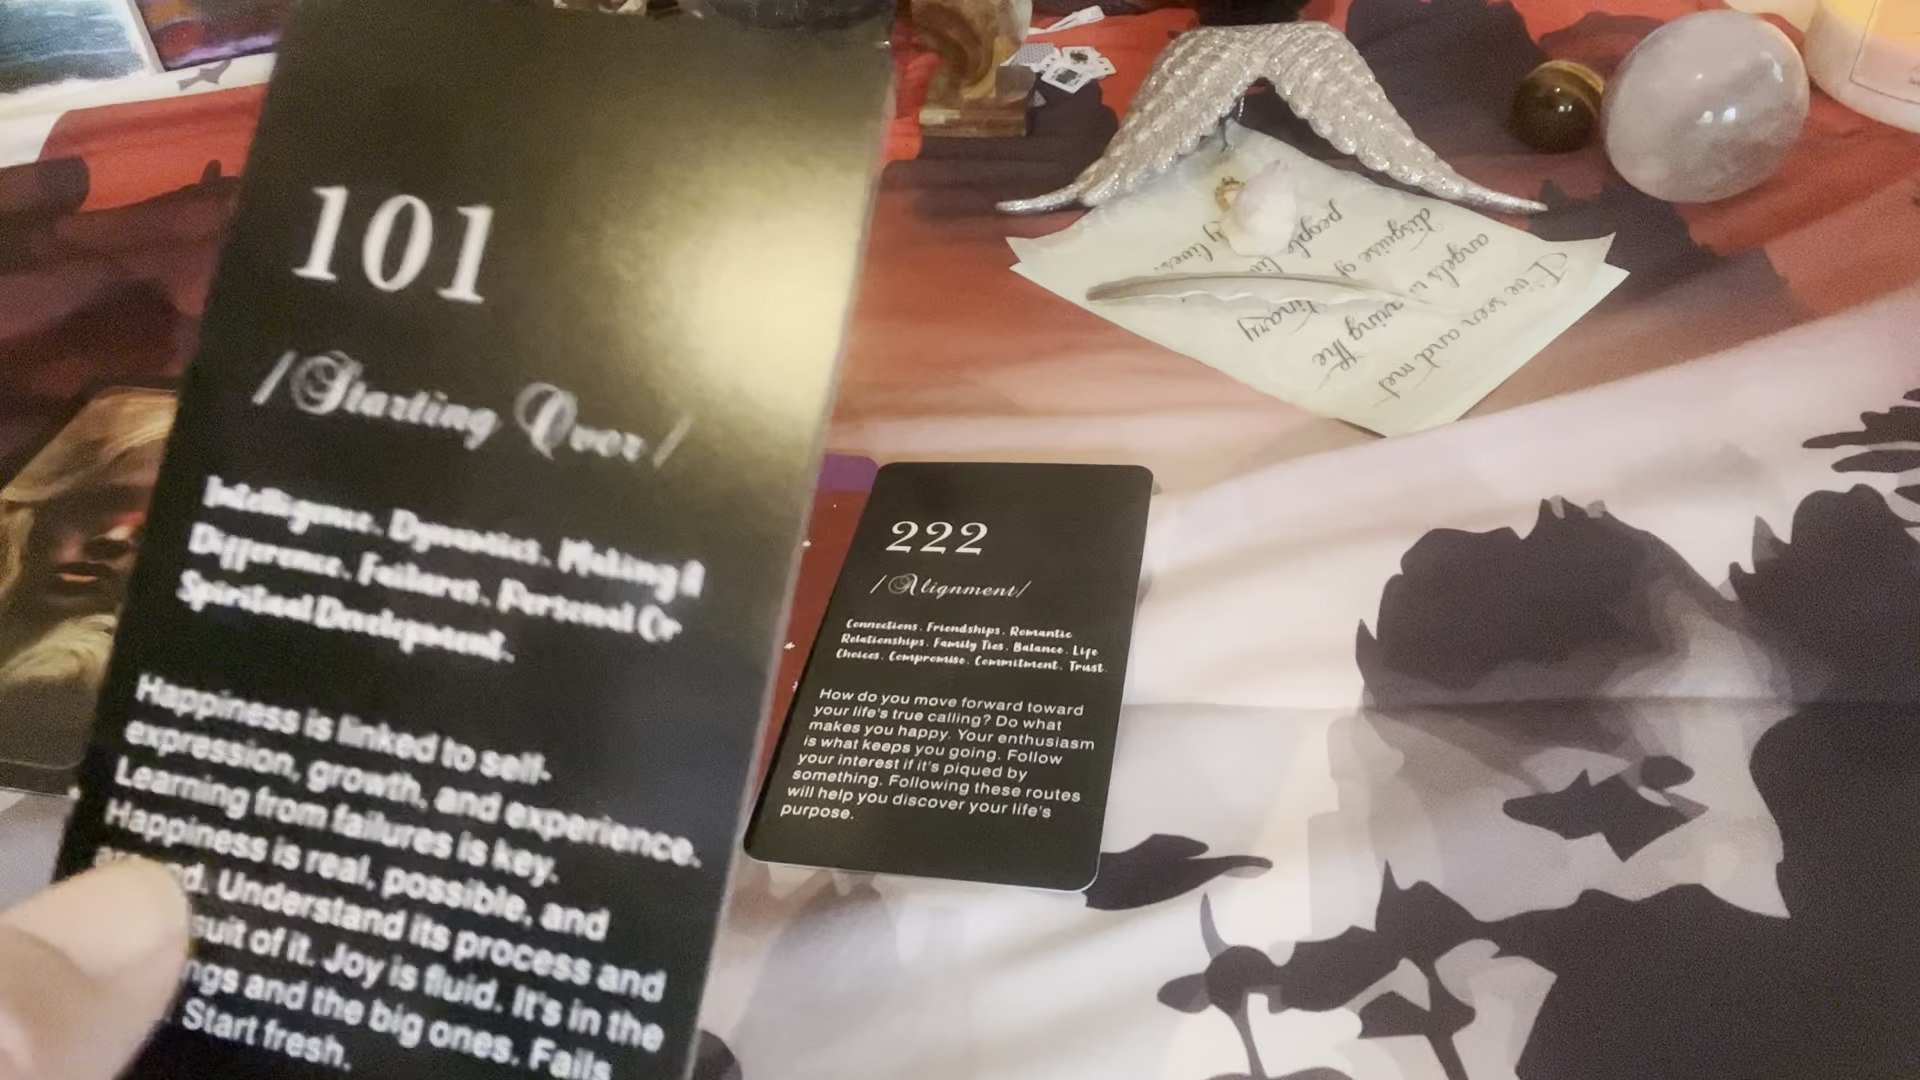 101
/Starting Over/
Intelligence. Dynamics. Making A
Difference. Failures. Personal Or
Spiritual Development.
Happiness is linked to self-
expression, growth, and experience.
Learning from failures is key.
Happiness is real, possible, and
Understand its process and
of it. Joy is fluid. It's in the
and the big ones. Fails
Start fresh.
222
/Alignment/
Connections. Friendships. Romantic
Relationships. Family Ties. Balance. Life
Choices. Compromise. Commitment. Trust.
How do you move forward toward
your life's true calling? Do what
makes you happy. Your enthusiasm
is what keeps you going. Follow
your interest if it's piqued by
something. Following these routes
will help you discover your life's
purpose.
I've seen and met
angels the
disguise of
people
lives.